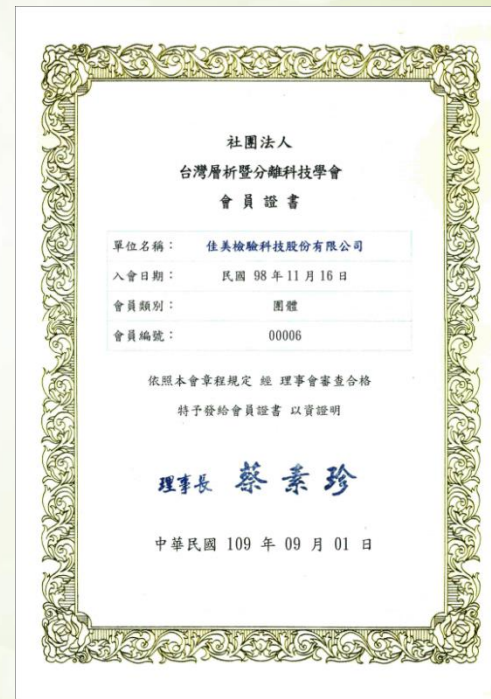 社團法人
台灣層析暨分離科技學會
會員證書
單位名稱： 佳美檢驗科技股份有限公司
入會日期： 民國 98 年 11 月 16 日
會員類別： 團體
會員編號： 00006
依照本會章程規定 經 理事會審查合格
特予發給會員證書 以資證明
理事長 蔡素珍
中華民國 109 年 09 月 01 日